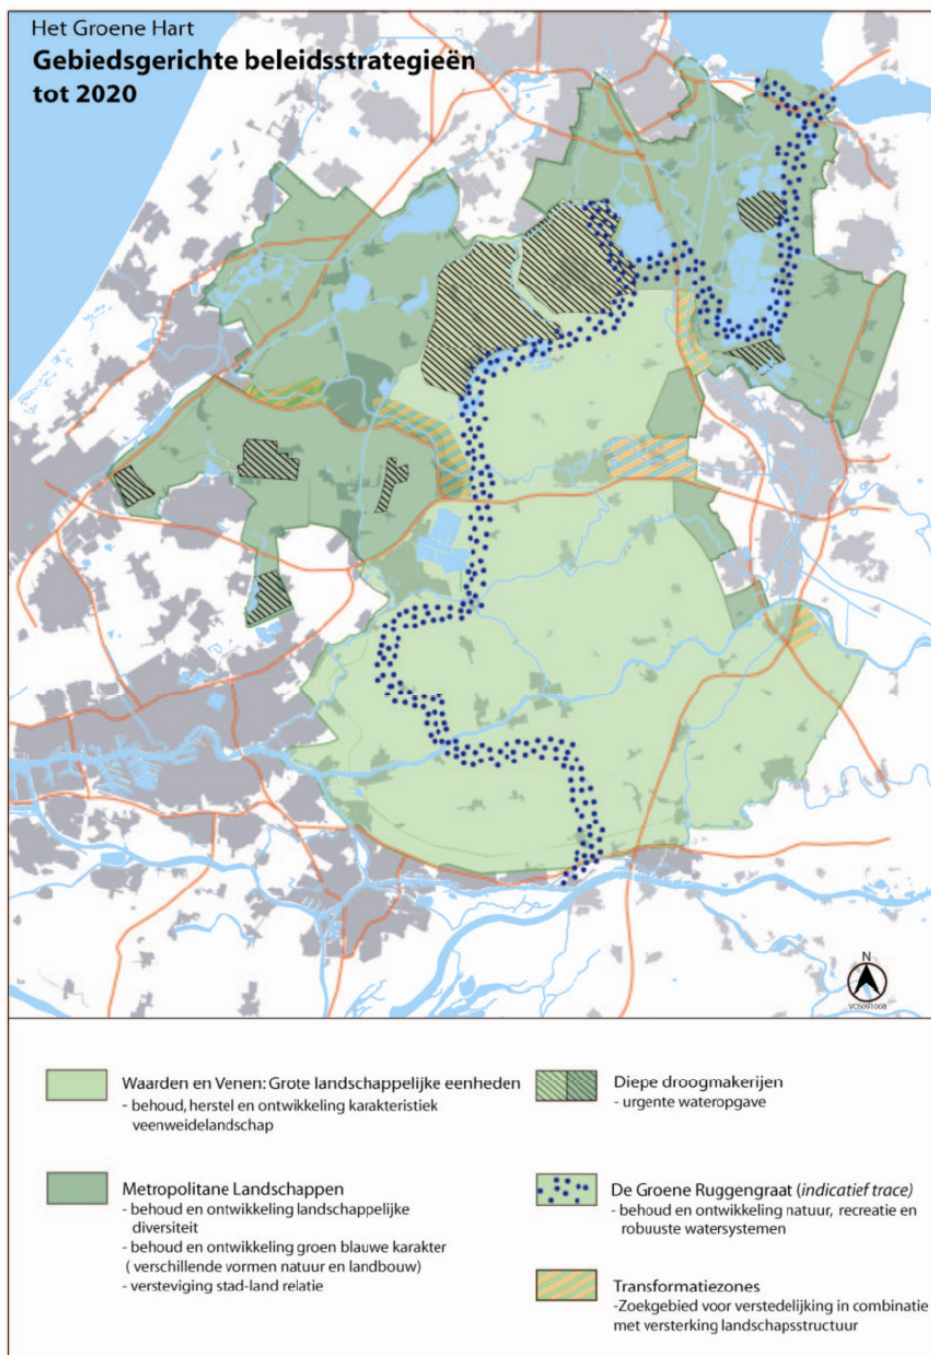 Het Groene Hart
Gebiedsgerichte beleidsstrategieën
tot 2020
N
VOS091008
Waarden en Venen: Grote landschappelijke eenheden
- behoud, herstel en ontwikkeling karakteristiek
veenweidelandschap
Metropolitane Landschappen
- behoud en ontwikkeling landschappelijke
diversiteit
- behoud en ontwikkeling groen blauwe karakter
( verschillende vormen natuur en landbouw)
- versteviging stad-land relatie
Diepe droogmakerijen
- urgente wateropgave
De Groene Ruggengraat (indicatief trace)
- behoud en ontwikkeling natuur, recreatie en
robuuste watersystemen
Transformatiezones
-Zoekgebied voor verstedelijking in combinatie
met versterking landschapsstructuur